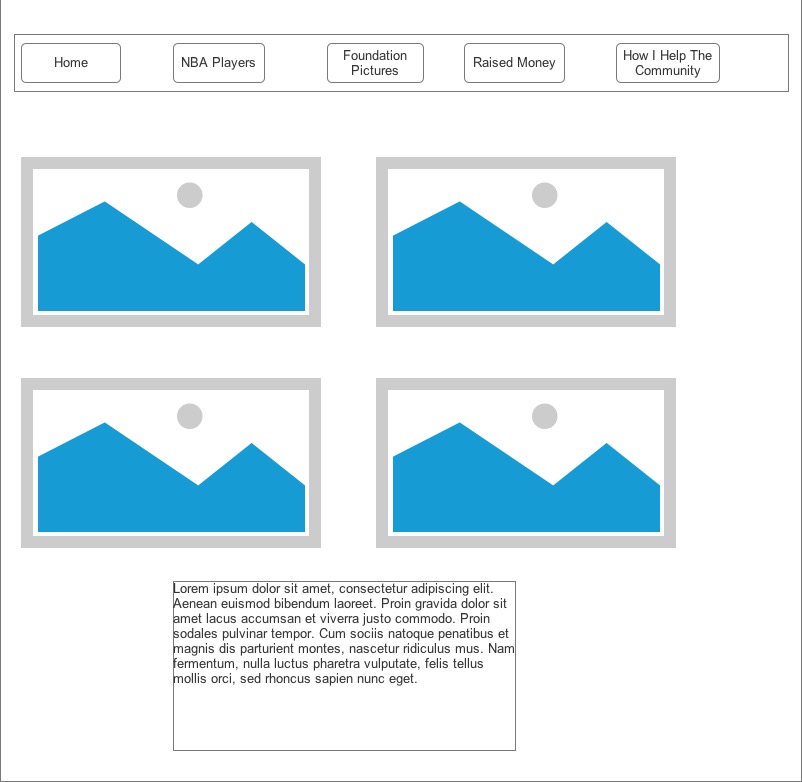 Home
NBA Players
Foundation
Pictures
Raised Money
How I Help The
Community
Lorem ipsum dolor sit amet, consectetur adipiscing elit.
Aenean euismod bibendum laoreet. Proin gravida dolor sit
amet lacus accumsan et viverra justo commodo. Proin
sodales pulvinar tempor. Cum sociis natoque penatibus et
magnis dis parturient montes, nascetur ridiculus mus. Nam
fermentum, nulla luctus pharetra vulputate, felis tellus
mollis orci, sed rhoncus sapien nunc eget.